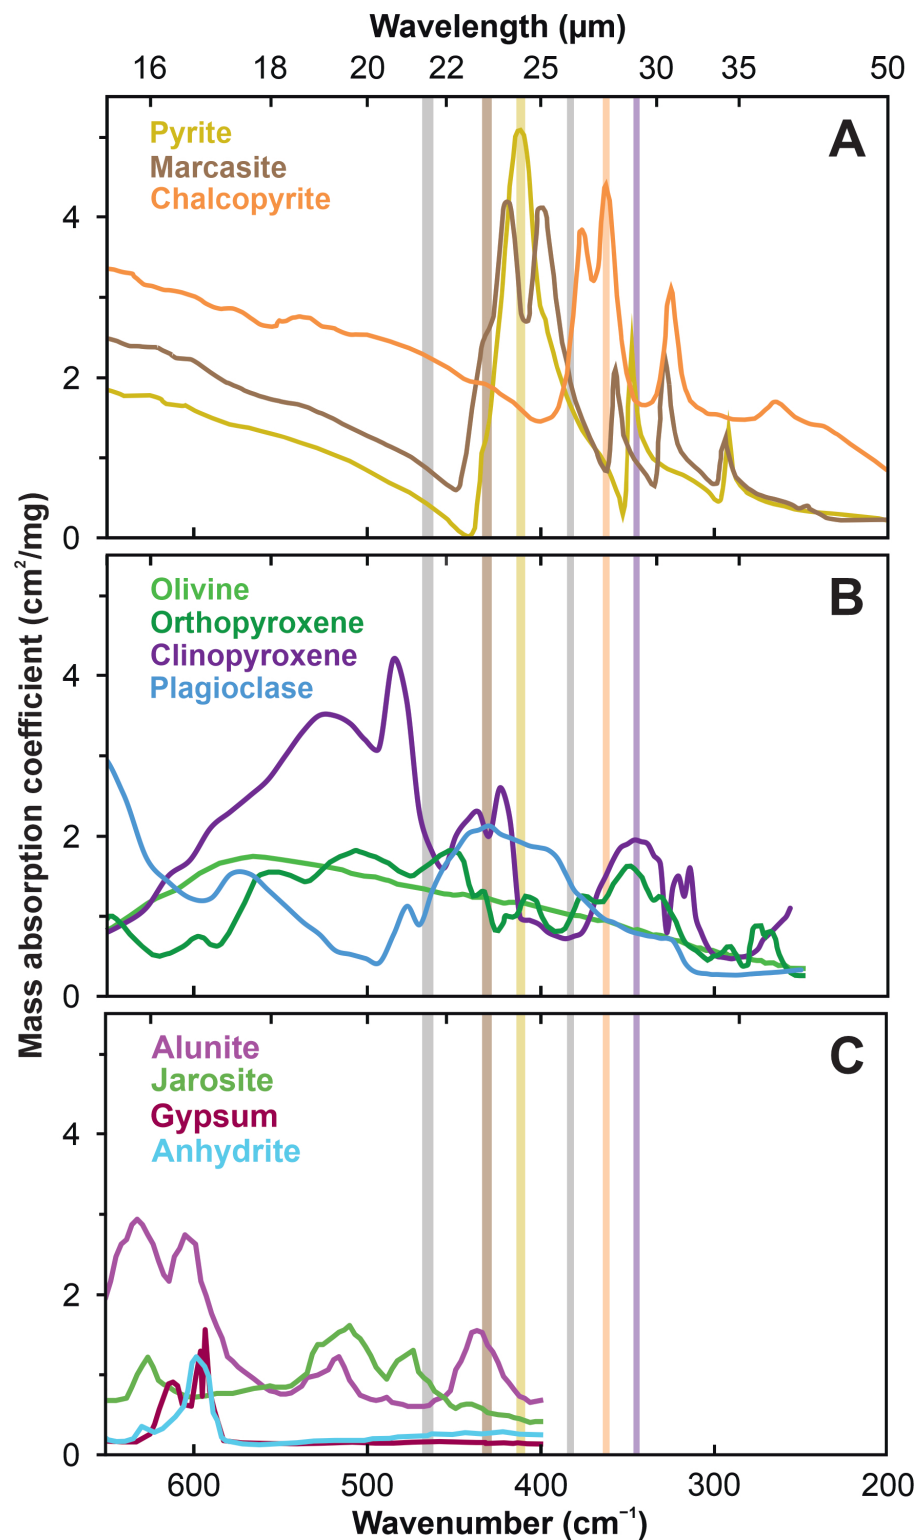 Wavelength (µm)
16 18 20 22 25 30 35 50
A
Pyrite
Marcasite
Chalcopyrite
4
2
0
B
Olivine
Orthopyroxene
Clinopyroxene
Plagioclase
4
2
0
C
Alunite
Jarosite
Gypsum
Anhydrite
4
2
0
Mass absorption coefficient (cm²/mg)
600 500 400 300 200
Wavenumber (cm⁻¹)